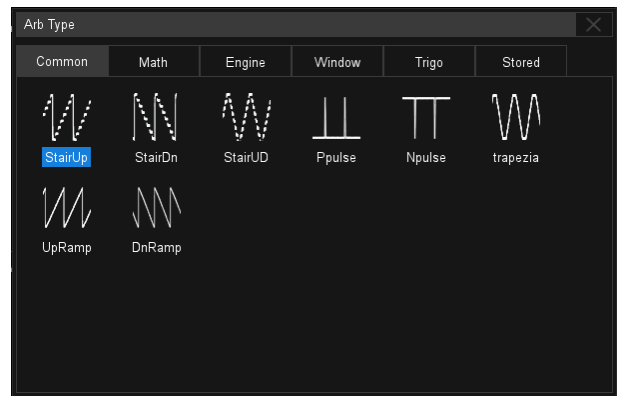 Arb Type
Common Math Engine Window Trigo Stored
StairUp StairDn StairUD Ppulse Npulse trapezia
UpRamp DnRamp